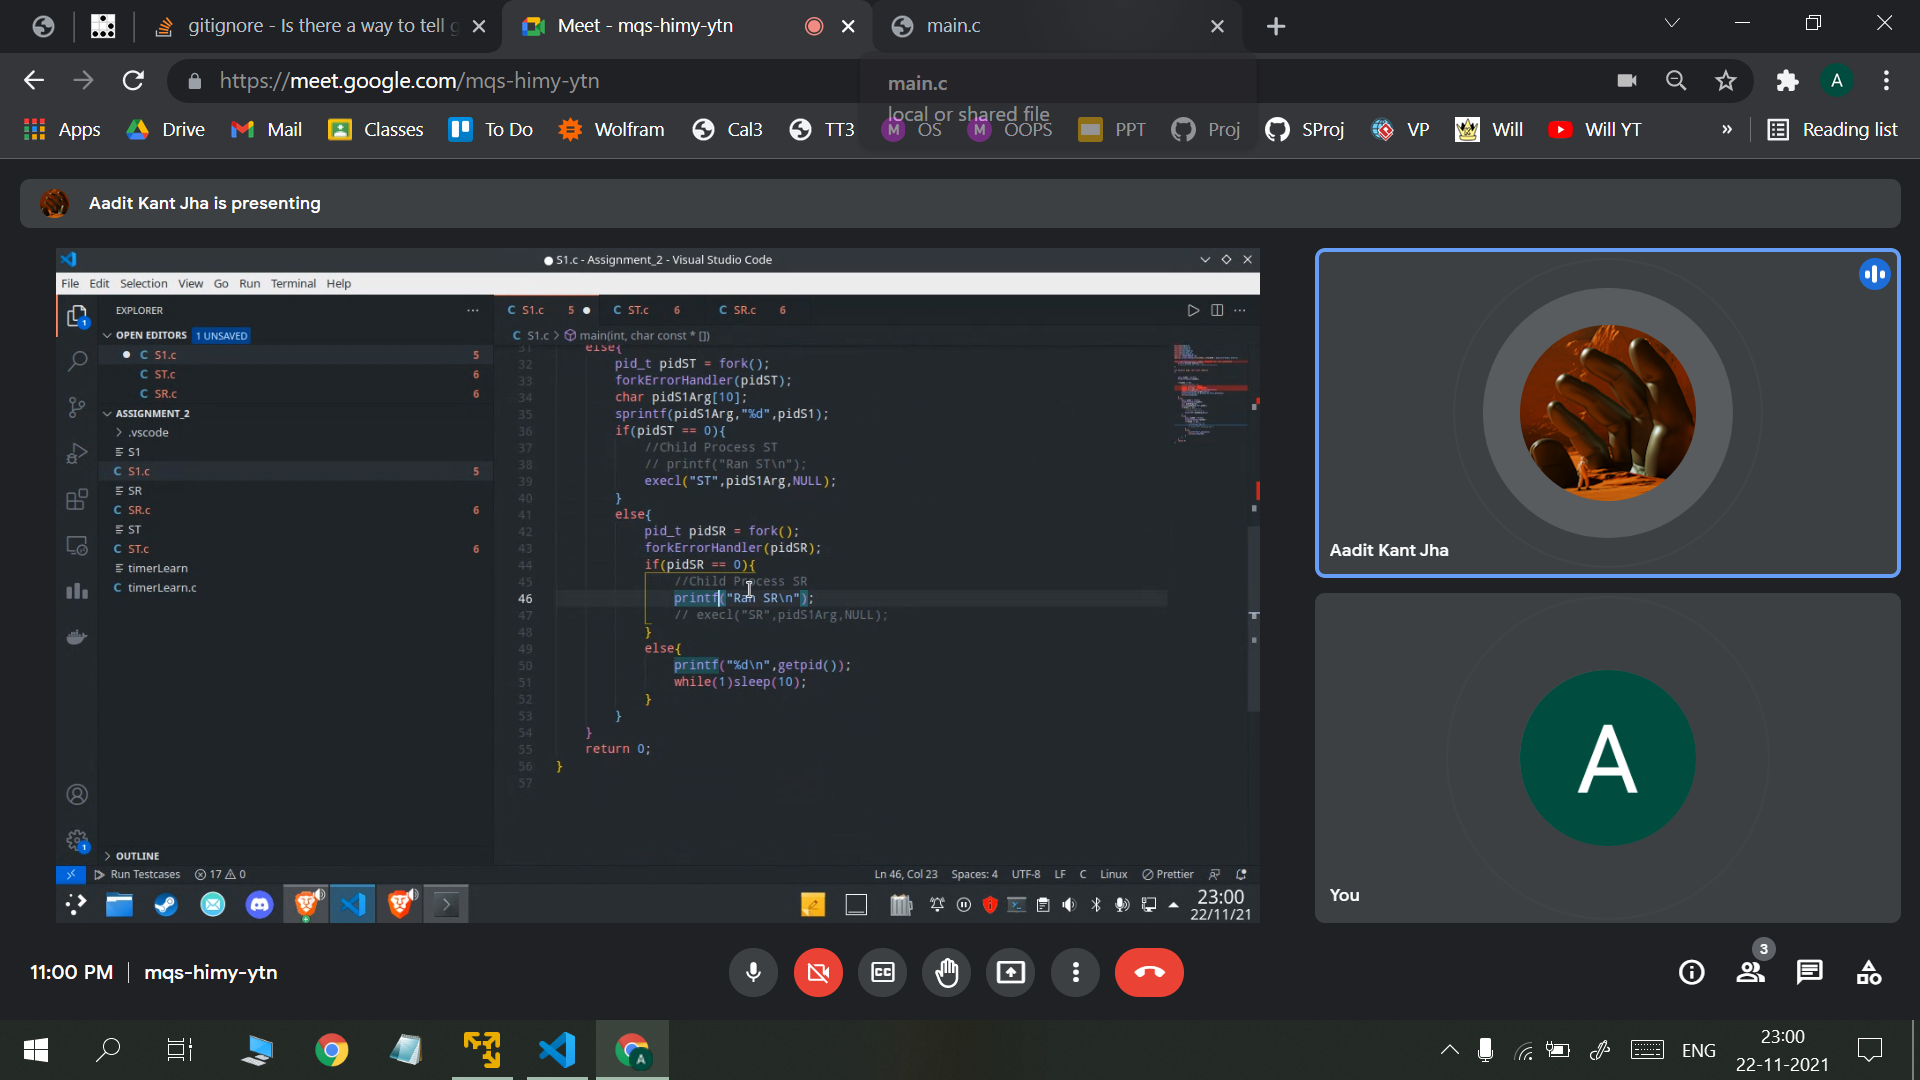 gitignore - Is there a way to tell g
Meet - mqs-himy-ytn
main.c
https://meet.google.com/mqs-himy-ytn
A
main.c
local or shared file
Apps
Drive
Mail
Classes
To Do
Wolfram
Cal3
TT3
M OS
M OOPS
PPT
Proj
SProj
VP
Will
Will YT
»
Reading list
Aadit Kant Jha is presenting
S1.c - Assignment_2 - Visual Studio Code
File Edit Selection View Go Run Terminal Help
EXPLORER
OPEN EDITORS 1 UNSAVED
C S1.c 5
C ST.c 6
C SR.c 6
ASSIGNMENT_2
.vscode
S1
C S1.c 5
SR
C SR.c 6
ST
C ST.c 6
timerLearn
C timerLearn.c
OUTLINE
C S1.c 5
C ST.c 6
C SR.c 6
C S1.c > main(int, char const * [])
31 else{
32 pid_t pidST = fork();
33 forkErrorHandler(pidST);
34 char pidS1Arg[10];
35 sprintf(pidS1Arg,"%d",pidS1);
36 if(pidST == 0){
37 //Child Process ST
38 // printf("Ran ST\n");
39 execl("ST",pidS1Arg,NULL);
40 }
41 else{
42 pid_t pidSR = fork();
43 forkErrorHandler(pidSR);
44 if(pidSR == 0){
45 //Child Process SR
46 printf("Ran SR\n");
47 // execl("SR",pidS1Arg,NULL);
48 }
49 else{
50 printf("%d\n",getpid());
51 while(1)sleep(10);
52 }
53 }
54 }
55 return 0;
56 }
57
Run Testcases 17 0
Ln 46, Col 23 Spaces: 4 UTF-8 LF C Linux Prettier
23:00
22/11/21
Aadit Kant Jha
A
You
11:00 PM | mqs-himy-ytn
CC
3
ENG
23:00
22-11-2021